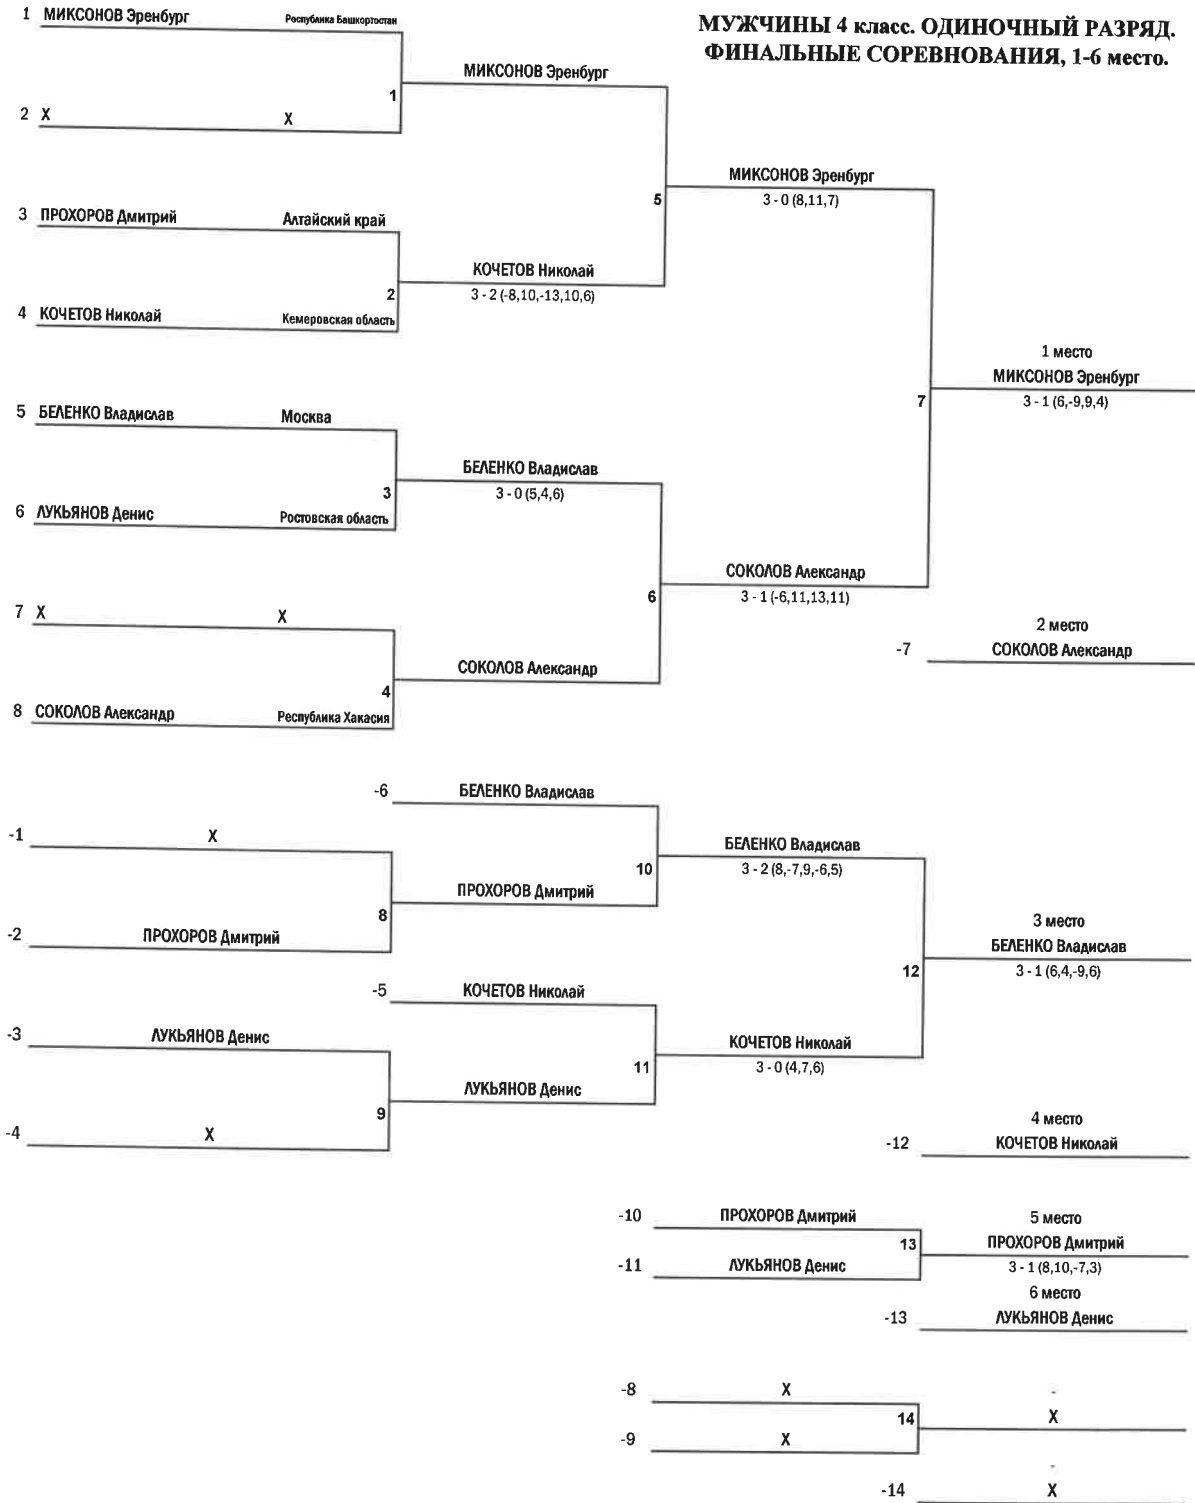 МУЖЧИНЫ 4 класс. ОДИНОЧНЫЙ РАЗРЯД.
ФИНАЛЬНЫЕ СОРЕВНОВАНИЯ, 1-6 место.
1 МИКСОНОВ Эренбург Республика Башкортостан
МИКСОНОВ Эренбург
1
2 X X
МИКСОНОВ Эренбург
5
3 - 0 (8,11,7)
3 ПРОХОРОВ Дмитрий Алтайский край
КОЧЕТОВ Николай
2
3 - 2 (-8,10,-13,10,6)
4 КОЧЕТОВ Николай Кемеровская область
1 место
МИКСОНОВ Эренбург
7
3 - 1 (6,-9,9,4)
5 БЕЛЕНКО Владислав Москва
БЕЛЕНКО Владислав
3
3 - 0 (5,4,6)
6 ЛУКЬЯНОВ Денис Ростовская область
СОКОЛОВ Александр
6
3 - 1 (-6,11,13,11)
7 X X
2 место
-7 СОКОЛОВ Александр
СОКОЛОВ Александр
4
8 СОКОЛОВ Александр Республика Хакасия
-6 БЕЛЕНКО Владислав
-1 X
БЕЛЕНКО Владислав
10
3 - 2 (8,-7,9,-6,5)
ПРОХОРОВ Дмитрий
8
-2 ПРОХОРОВ Дмитрий
3 место
БЕЛЕНКО Владислав
12
3 - 1 (6,4,-9,6)
-5 КОЧЕТОВ Николай
-3 ЛУКЬЯНОВ Денис
КОЧЕТОВ Николай
11
3 - 0 (4,7,6)
ЛУКЬЯНОВ Денис
9
-4 X
4 место
-12 КОЧЕТОВ Николай
-10 ПРОХОРОВ Дмитрий
5 место
13
ПРОХОРОВ Дмитрий
-11 ЛУКЬЯНОВ Денис
3 - 1 (8,10,-7,3)
6 место
-13 ЛУКЬЯНОВ Денис
-8 X
-
14
X
-9 X
-
-14 X